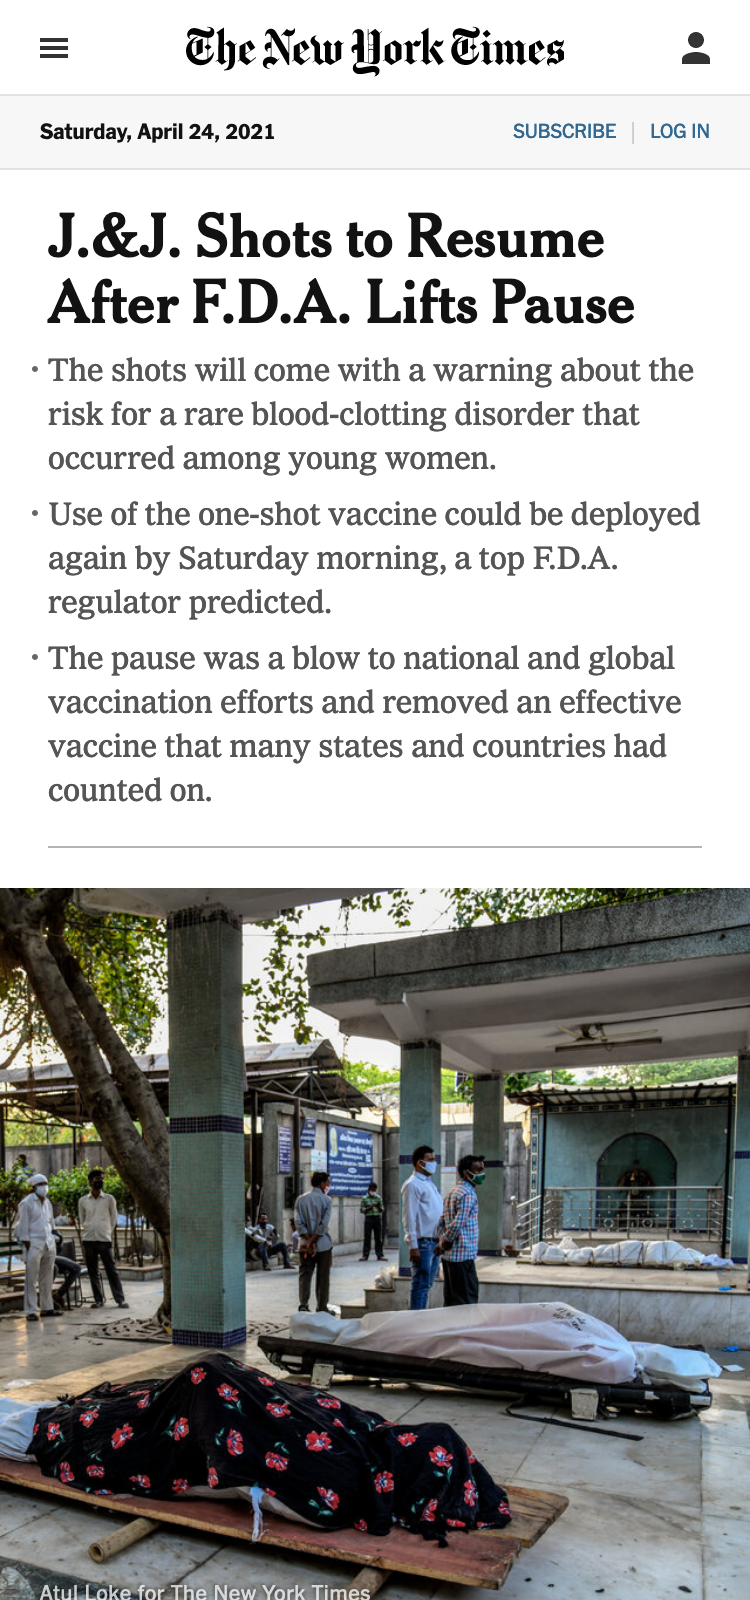 The New York Times
Saturday, April 24, 2021
SUBSCRIBE | LOG IN
J.&J. Shots to Resume
After F.D.A. Lifts Pause
• The shots will come with a warning about the
risk for a rare blood-clotting disorder that
occurred among young women.
• Use of the one-shot vaccine could be deployed
again by Saturday morning, a top F.D.A.
regulator predicted.
• The pause was a blow to national and global
vaccination efforts and removed an effective
vaccine that many states and countries had
counted on.
Atul Loke for The New York Times